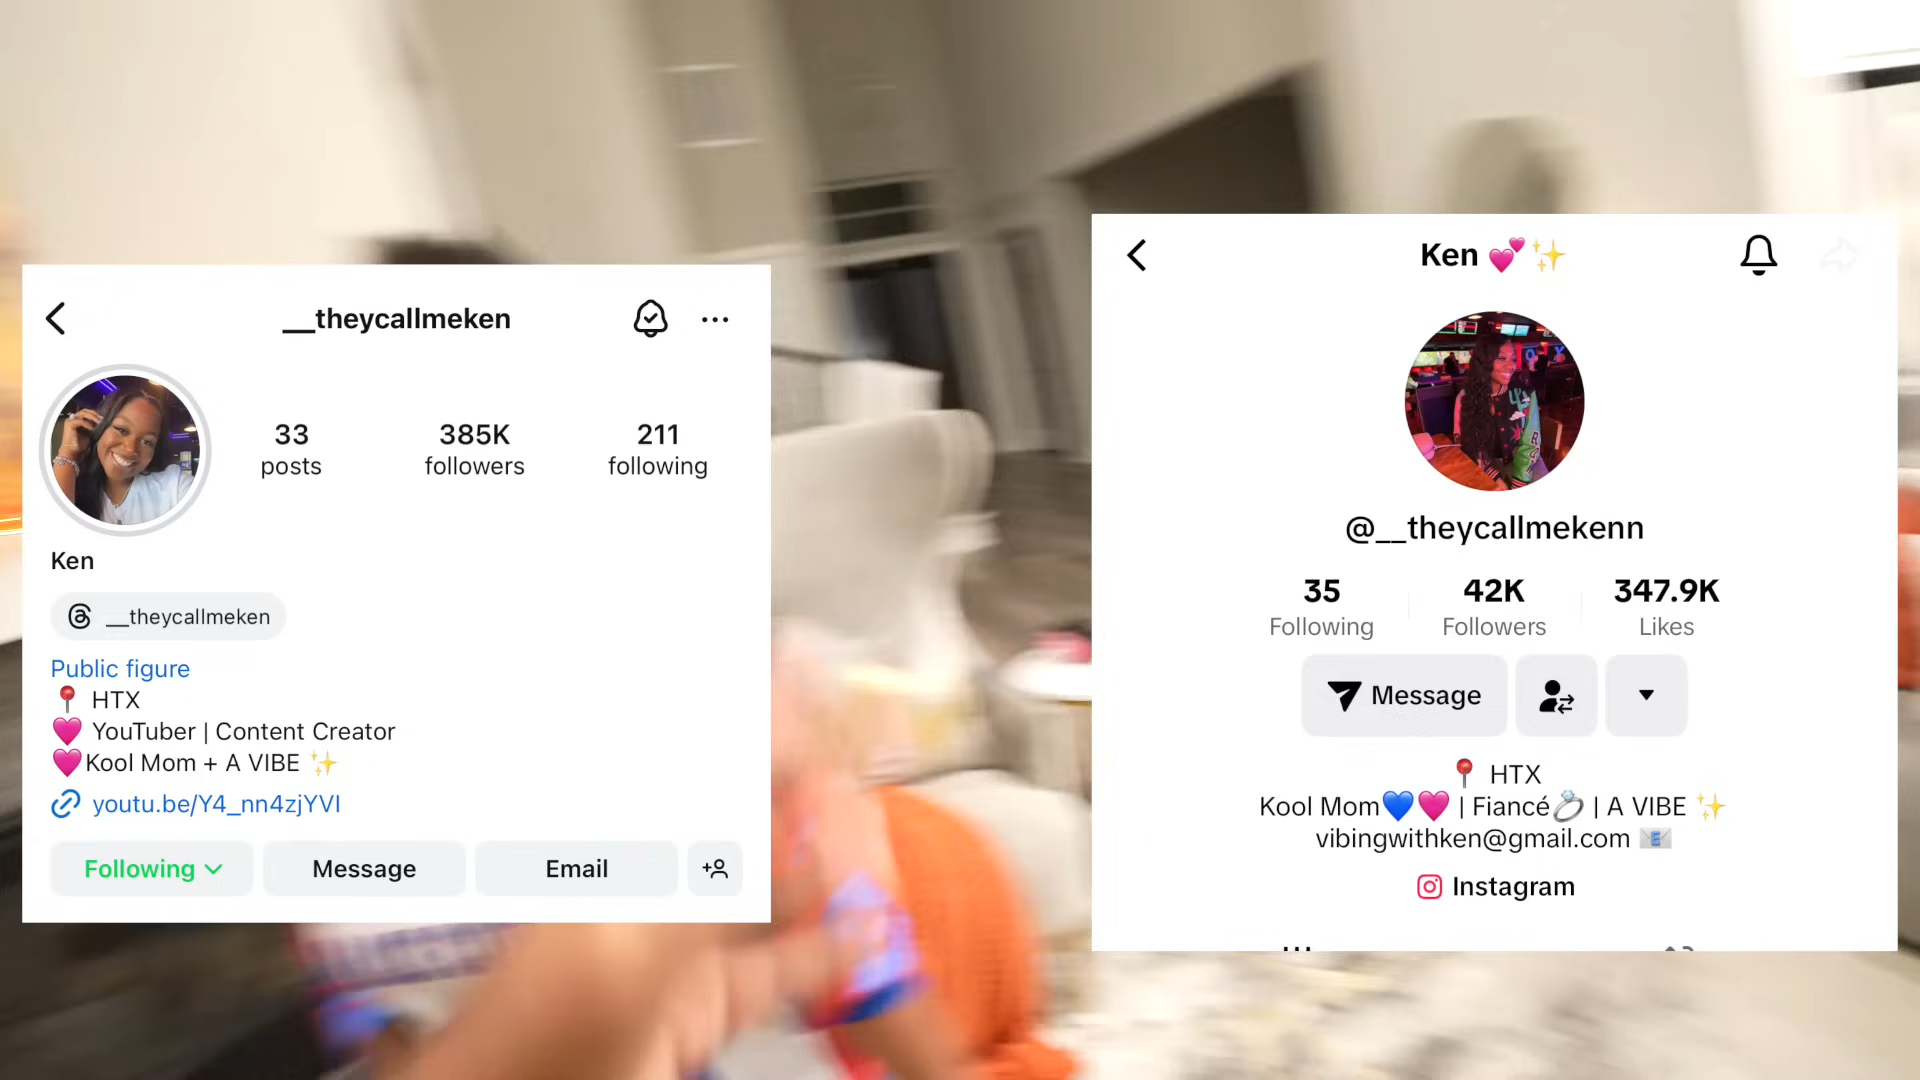 __theycallmeken
33
posts
385K
followers
211
following
Ken
__theycallmeken
Public figure
📍 HTX
💗 YouTuber | Content Creator
💗Kool Mom + A VIBE ✨
youtu.be/Y4_nn4zjYVI
Following
Message
Email
Ken 💕✨
@__theycallmekenn
35
Following
42K
Followers
347.9K
Likes
Message
📍 HTX
Kool Mom💙💗 | Fiancé💍 | A VIBE ✨
vibingwithken@gmail.com 📧
Instagram